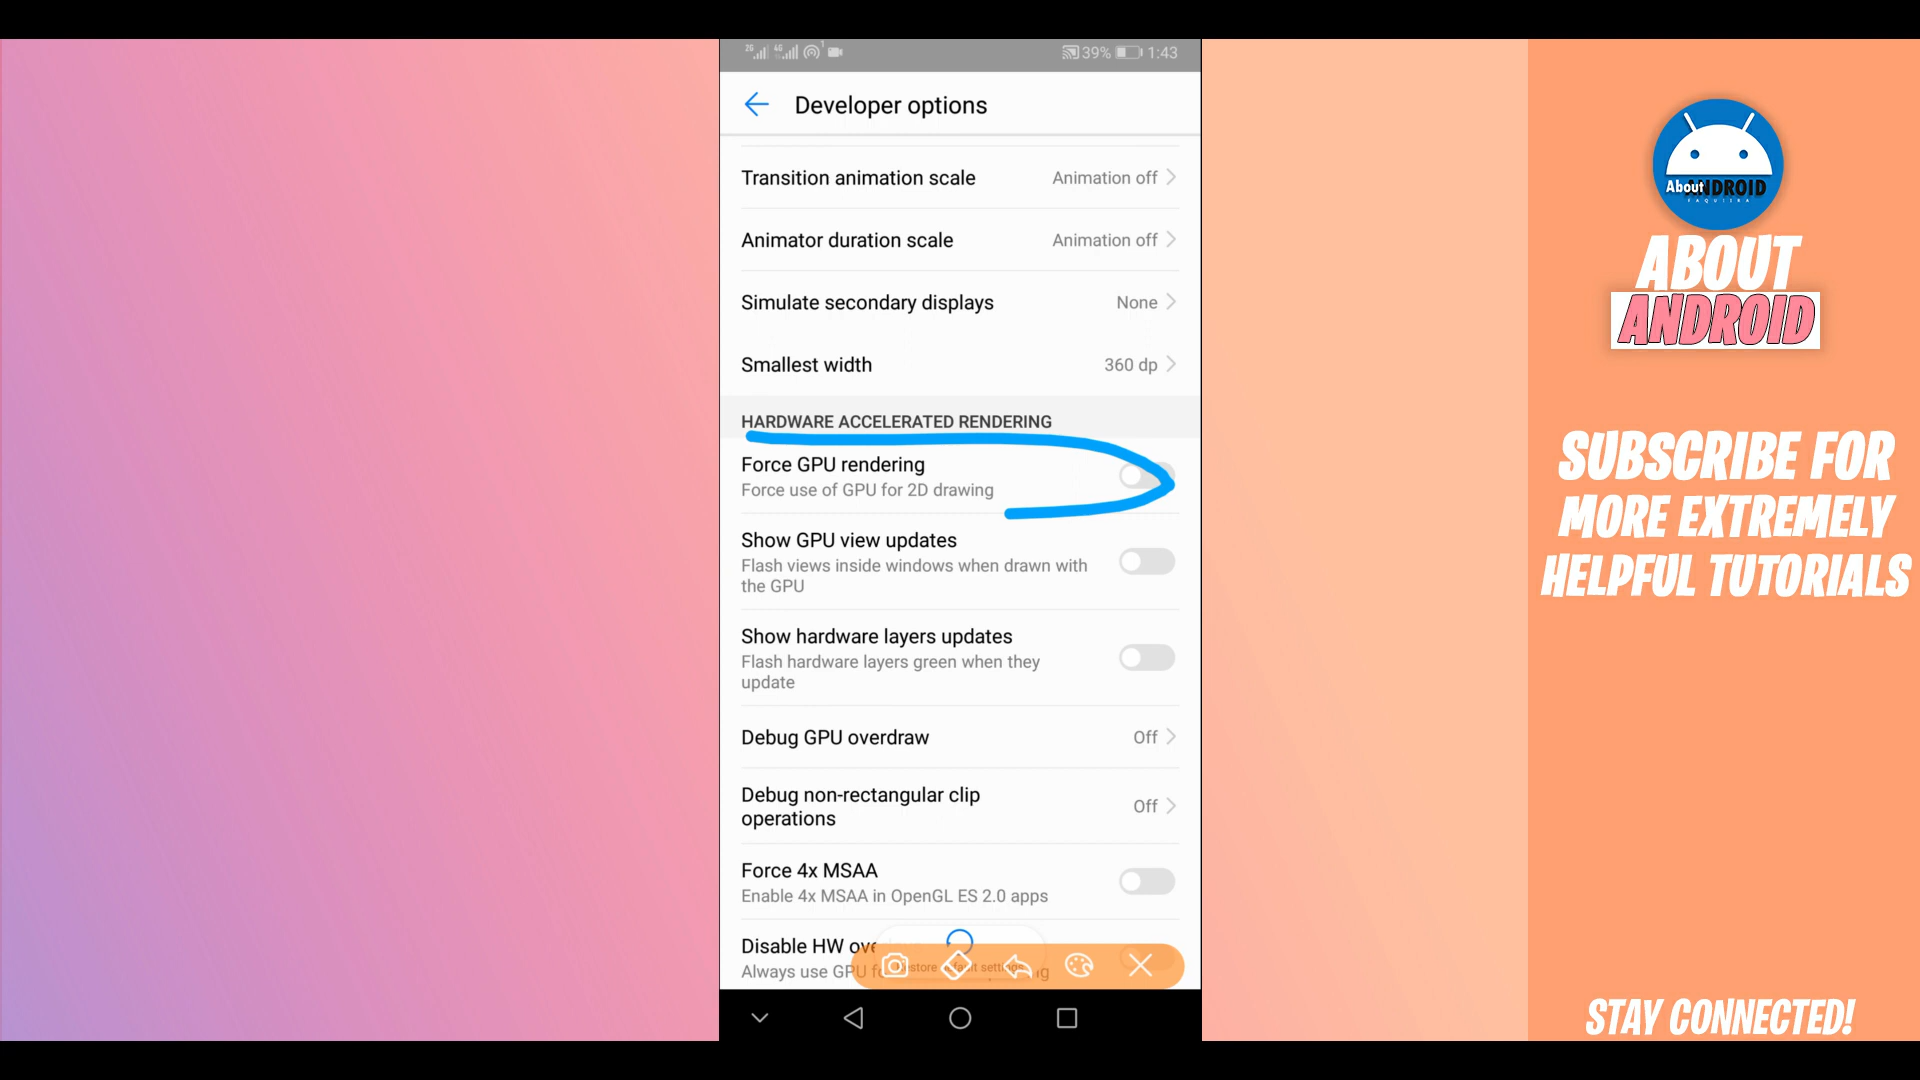 2G 4G 1 39% 1:43
Developer options
Transition animation scale Animation off
Animator duration scale Animation off
Simulate secondary displays None
Smallest width 360 dp
HARDWARE ACCELERATED RENDERING
Force GPU rendering
Force use of GPU for 2D drawing
Show GPU view updates
Flash views inside windows when drawn with
the GPU
Show hardware layers updates
Flash hardware layers green when they
update
Debug GPU overdraw Off
Debug non-rectangular clip Off
operations
Force 4x MSAA
Enable 4x MSAA in OpenGL ES 2.0 apps
Disable HW
Always use GPU
About ANDROID
ABOUT
ANDROID
SUBSCRIBE FOR
MORE EXTREMELY
HELPFUL TUTORIALS
STAY CONNECTED!